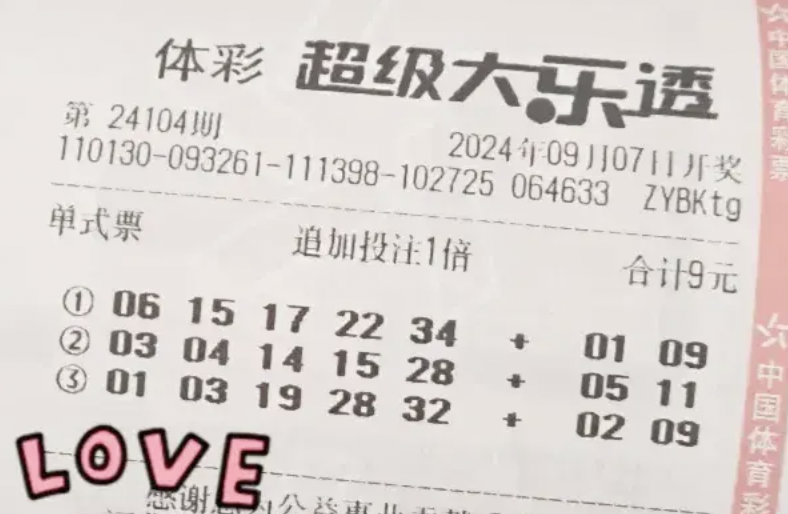 体彩 超级大乐透
第 24104期
2024年09月07日开奖
110130-093261-111398-102725 064633 ZYBKtg
单式票 追加投注1倍 合计9元
① 06 15 17 22 34 + 01 09
② 03 04 14 15 28 + 05 11
③ 01 03 19 28 32 + 02 09
LOVE
感谢您为公益事业
中国体育彩票
中国体育彩